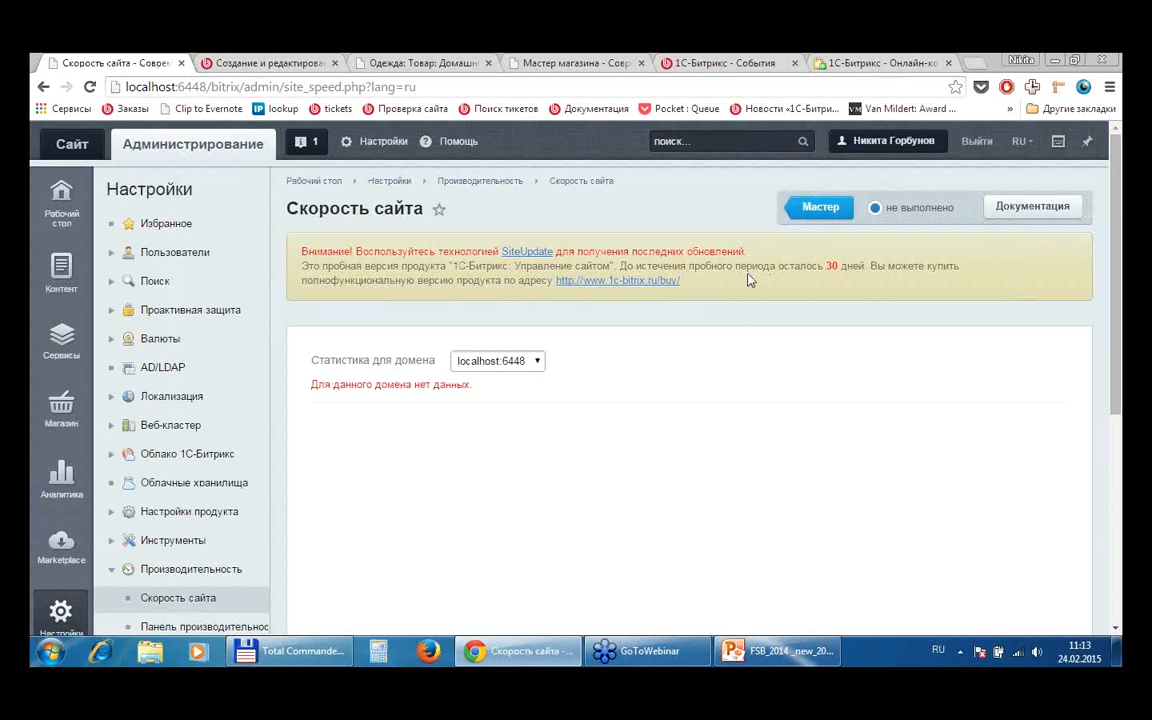 Скорость сайта - Соврем
Создание и редактирован
Одежда: Товар: Домашн
Мастер магазина - Совр
1С-Битрикс - События
1С-Битрикс - Онлайн-ко
Nikita
localhost:6448/bitrix/admin/site_speed.php?lang=ru
Сервисы
Заказы
Clip to Evernote
lookup
tickets
Проверка сайта
Поиск тикетов
Документация
Pocket : Queue
Новости «1С-Битри...
Van Mildert: Award ...
»
Другие закладки
Сайт
Администрирование
1
Настройки
Помощь
поиск...
Никита Горбунов
Выйти
RU
Рабочий стол
Контент
Сервисы
Магазин
Аналитика
Marketplace
Настройки
Настройки
Избранное
Пользователи
Поиск
Проактивная защита
Валюты
AD/LDAP
Локализация
Веб-кластер
Облако 1С-Битрикс
Облачные хранилища
Настройки продукта
Инструменты
Производительность
Скорость сайта
Панель производительнос
Рабочий стол • Настройки • Производительность • Скорость сайта
Скорость сайта
Мастер
не выполнено
Документация
Внимание! Воспользуйтесь технологией SiteUpdate для получения последних обновлений.
Это пробная версия продукта "1С-Битрикс: Управление сайтом". До истечения пробного периода осталось 30 дней. Вы можете купить
полнофункциональную версию продукта по адресу http://www.1c-bitrix.ru/buy/
Статистика для домена localhost:6448
Для данного домена нет данных.
Total Commande...
Скорость сайта -...
GoToWebinar
FSB_2014 _new_20...
RU
11:13
24.02.2015